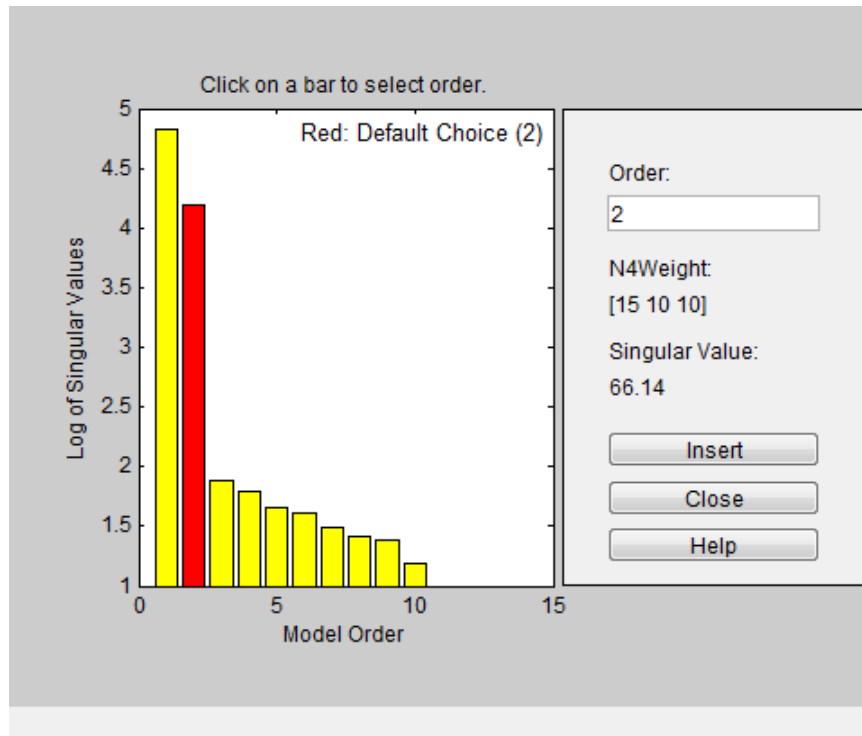 Click on a bar to select order.
Red: Default Choice (2)
Log of Singular Values
5
4.5
4
3.5
3
2.5
2
1.5
1
0
5
10
15
Model Order
Order:
2
N4Weight:
[15 10 10]
Singular Value:
66.14
Insert
Close
Help